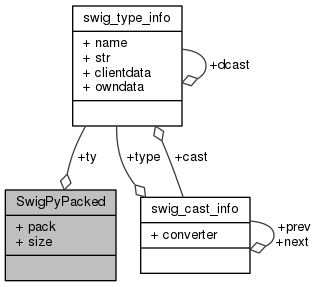 swig_type_info
+ name
+ str
+ clientdata
+ owndata
+dcast
+ty
+type
+cast
SwigPyPacked
+ pack
+ size
swig_cast_info
+ converter
+prev
+next